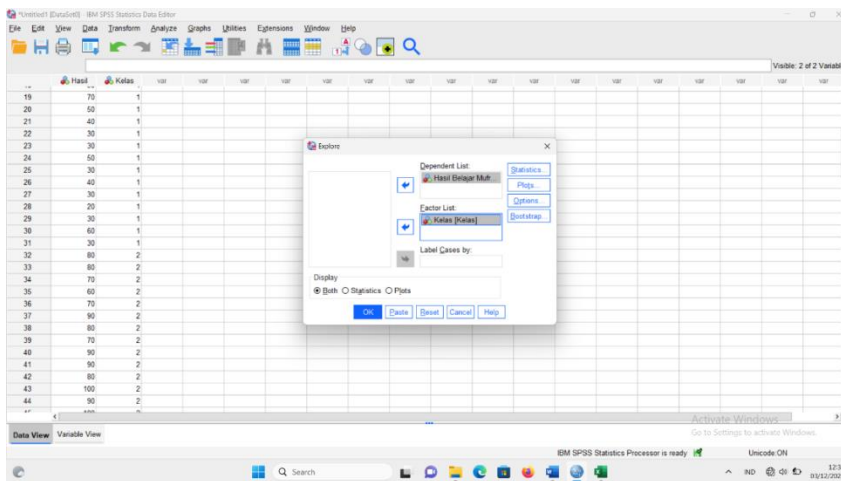 *Untitled1 [DataSet0] - IBM SPSS Statistics Data Editor
File Edit View Data Transform Analyze Graphs Utilities Extensions Window Help
Visible: 2 of 2 Variabl
Hasil Kelas var var var var var var var var var var var var var var var var var
19 70 1
20 50 1
21 40 1
22 30 1
23 30 1
24 50 1
25 30 1
26 40 1
27 30 1
28 20 1
29 30 1
30 60 1
31 30 1
32 80 2
33 80 2
34 70 2
35 60 2
36 70 2
37 90 2
38 80 2
39 70 2
40 90 2
41 90 2
42 80 2
43 100 2
44 90 2
Explore
Dependent List:
Hasil Belajar Mufr...
Factor List:
Kelas [Kelas]
Label Cases by:
Statistics...
Plots...
Options...
Bootstrap...
Display
Both Statistics Plots
OK Paste Reset Cancel Help
Activate Windows
Go to Settings to activate Windows.
Data View Variable View
IBM SPSS Statistics Processor is ready Unicode:ON
Search
IND
12:3
03/12/202